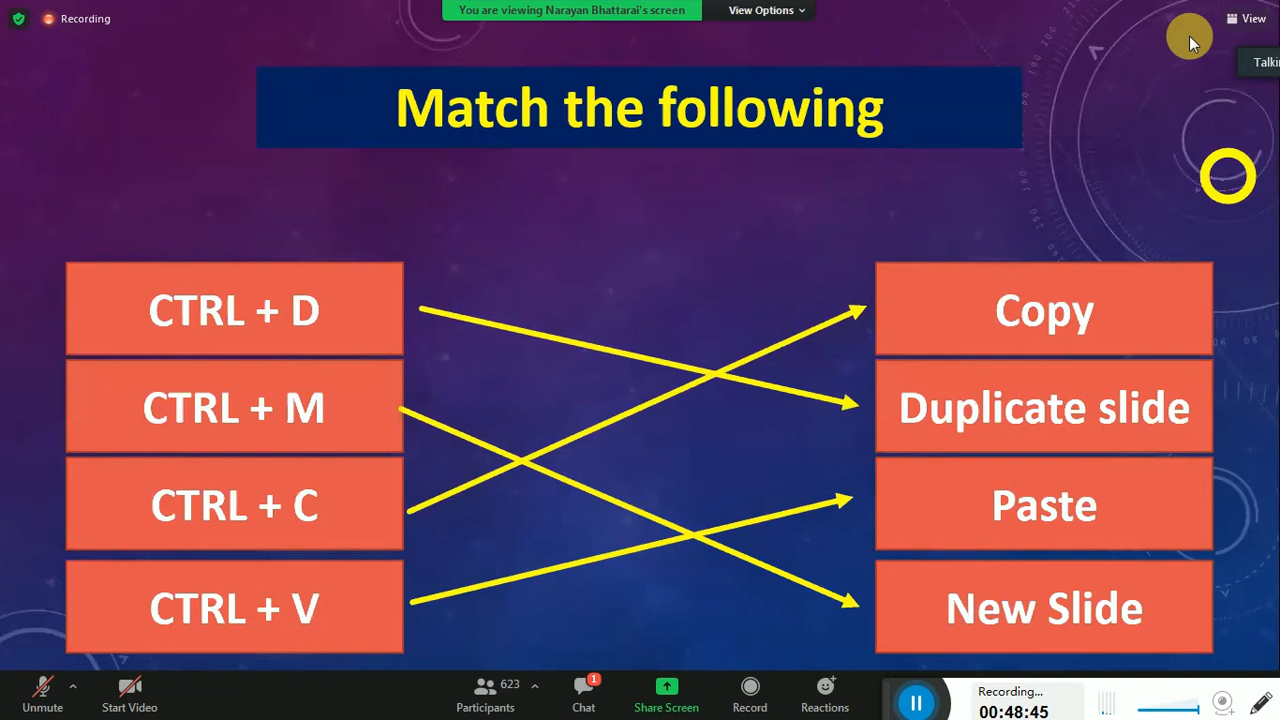 Recording
You are viewing Narayan Bhattarai's screen
View Options
View
Match the following
CTRL + D
Copy
CTRL + M
Duplicate slide
CTRL + C
Paste
CTRL + V
New Slide
Unmute
Start Video
623
Participants
1
Chat
Share Screen
Record
Reactions
Recording...
00:48:45